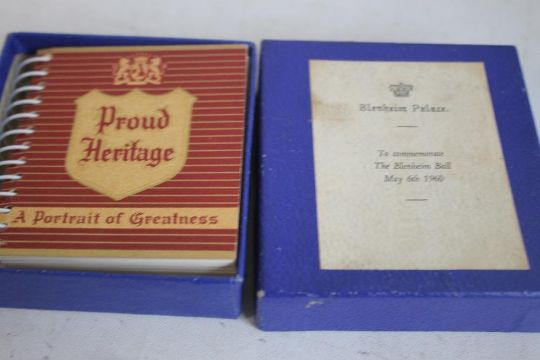 Proud
Heritage
A Portrait of Greatness
Blenheim Palace.
To commemorate
The Blenheim Ball
May 6th 1960